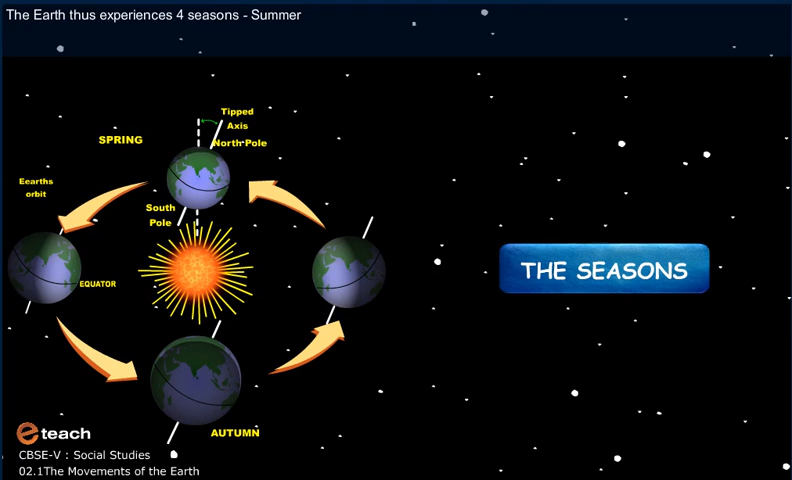 The Earth thus experiences 4 seasons - Summer
Tipped
Axis
North Pole
SPRING
Eearths
orbit
South
Pole
EQUATOR
THE SEASONS
AUTUMN
e teach
CBSE-V : Social Studies
02.1The Movements of the Earth